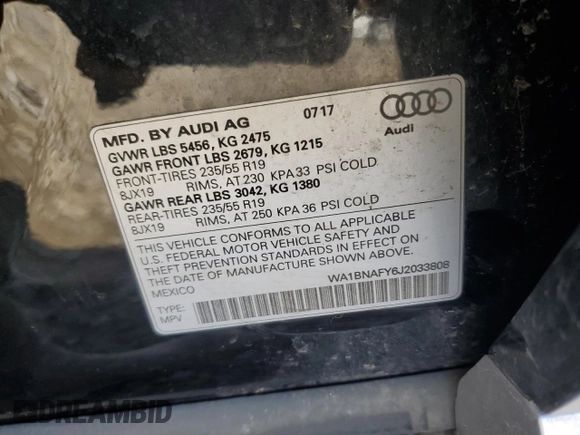 MFD. BY AUDI AG 07 17
GVWR LBS 5456, KG 2475
GAWR FRONT LBS 2679, KG 1215
FRONT-TIRES 235/55 R19
8JX19 RIMS, AT 230 KPA 33 PSI COLD
GAWR REAR LBS 3042, KG 1380
REAR-TIRES 235/55 R19
8JX19 RIMS, AT 250 KPA 36 PSI COLD
Audi
THIS VEHICLE CONFORMS TO ALL APPLICABLE
U.S. FEDERAL MOTOR VEHICLE SAFETY AND
THEFT PREVENTION STANDARDS IN EFFECT ON
THE DATE OF MANUFACTURE SHOWN ABOVE.
MEXICO
WA1BNAFY6J2033808
TYPE:
MPV
DREAMBID